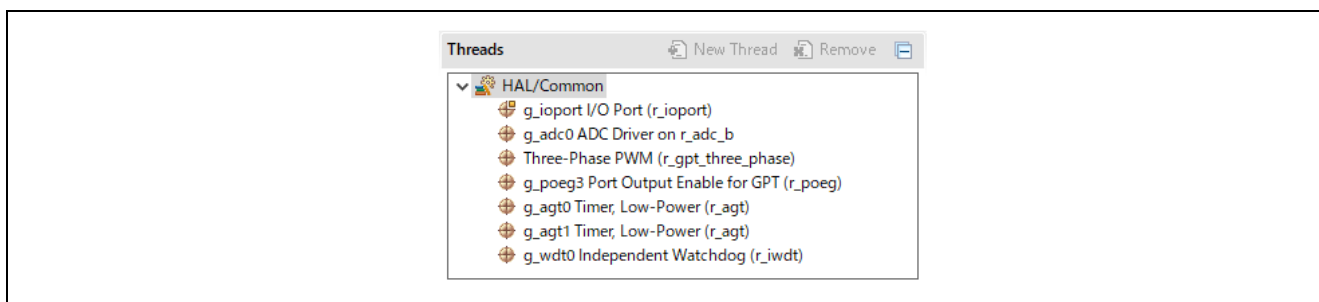 Threads New Thread Remove
HAL/Common
g_ioport I/O Port (r_ioport)
g_adc0 ADC Driver on r_adc_b
Three-Phase PWM (r_gpt_three_phase)
g_poeg3 Port Output Enable for GPT (r_poeg)
g_agt0 Timer, Low-Power (r_agt)
g_agt1 Timer, Low-Power (r_agt)
g_wdt0 Independent Watchdog (r_iwdt)